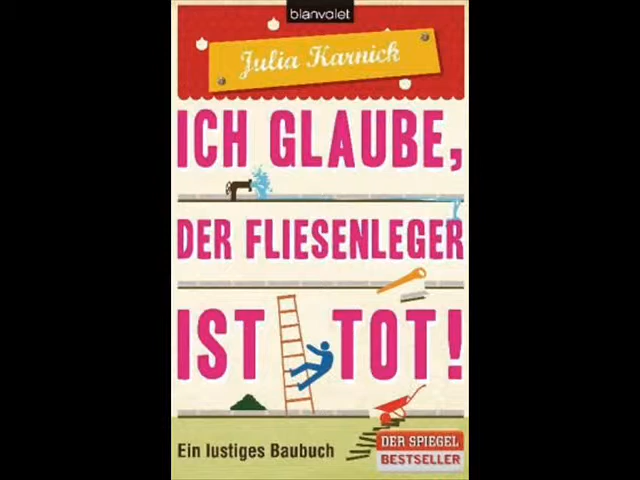 blanvalet
Julia Karnick
ICH GLAUBE,
DER FLIESENLEGER
IST TOT!
Ein lustiges Baubuch
DER SPIEGEL
BESTSELLER